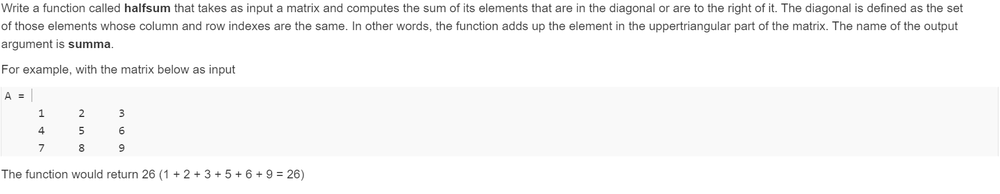 Write a function called halfsum that takes as input a matrix and computes the sum of its elements that are in the diagonal or are to the right of it. The diagonal is defined as the set
of those elements whose column and row indexes are the same. In other words, the function adds up the element in the uppertriangular part of the matrix. The name of the output
argument is summa.
For example, with the matrix below as input
A =
1 2 3
4 5 6
7 8 9
The function would return 26 (1 + 2 + 3 + 5 + 6 + 9 = 26)